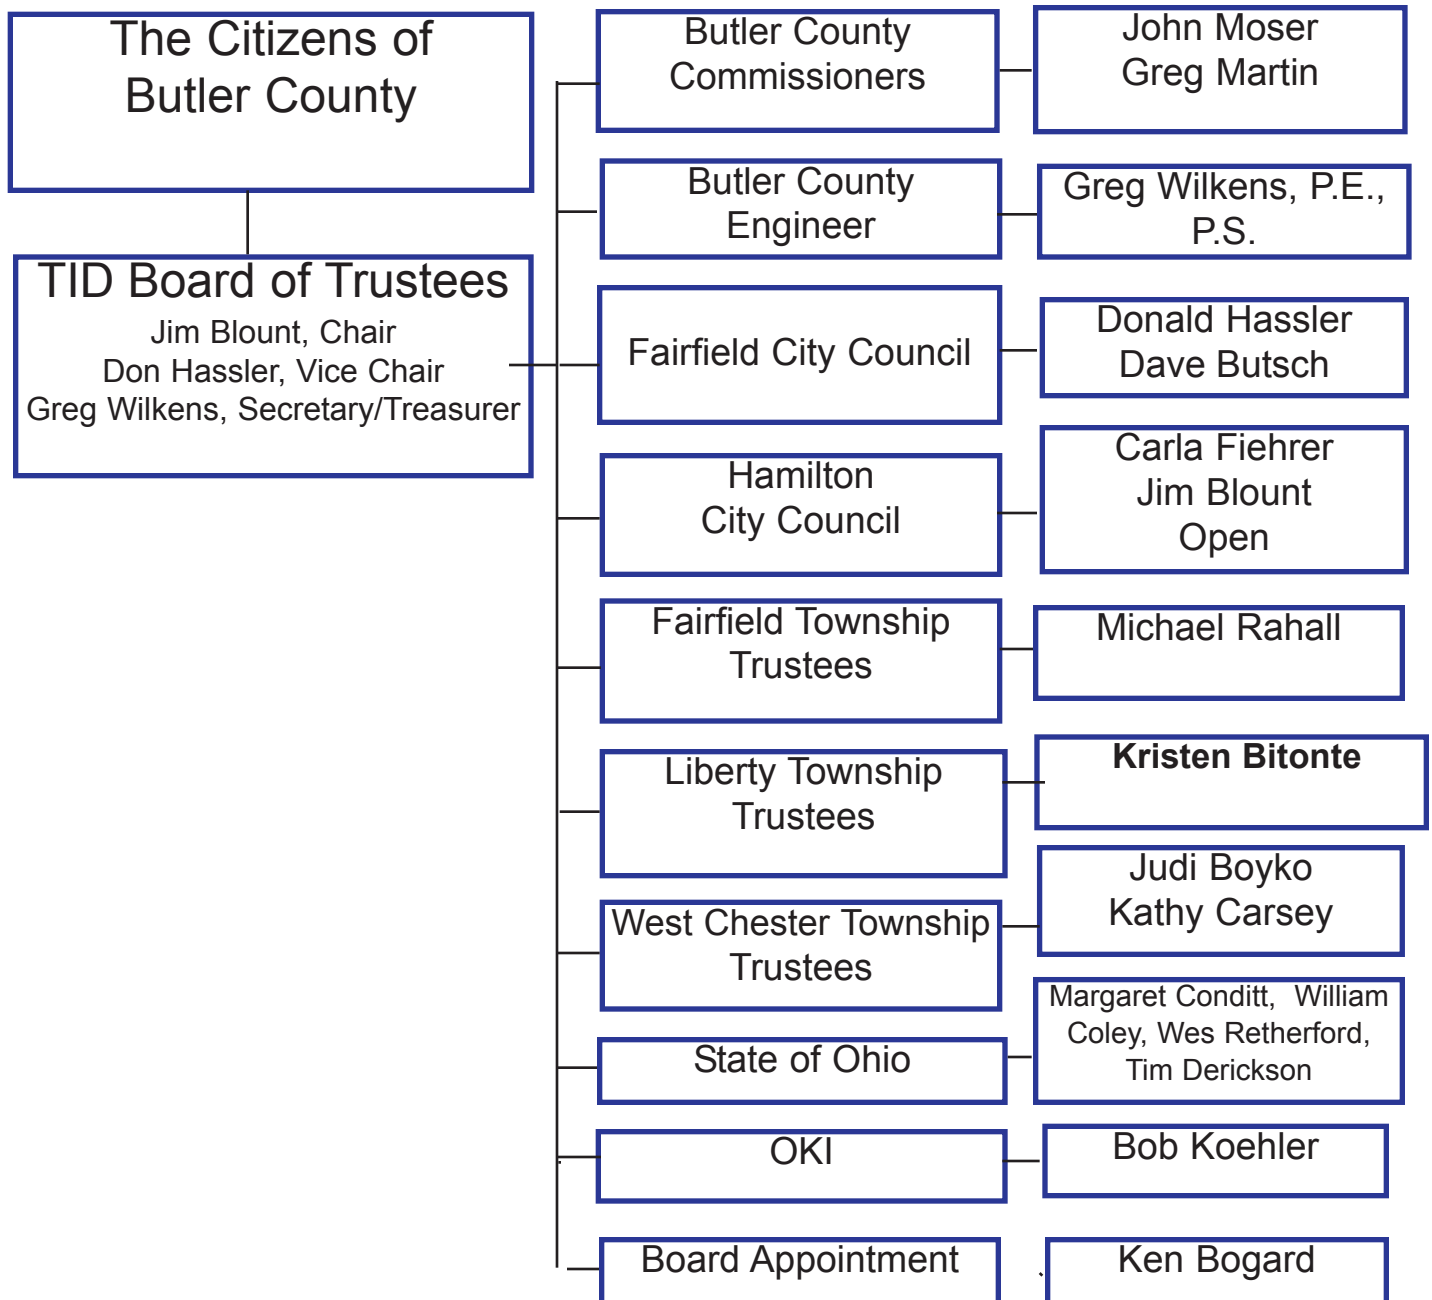 The Citizens of
Butler County
TID Board of Trustees
Jim Blount, Chair
Don Hassler, Vice Chair
Greg Wilkens, Secretary/Treasurer
Butler County
Commissioners
John Moser
Greg Martin
Butler County
Engineer
Greg Wilkens, P.E.,
P.S.
Fairfield City Council
Donald Hassler
Dave Butsch
Hamilton
City Council
Carla Fiehrer
Jim Blount
Open
Fairfield Township
Trustees
Michael Rahall
Liberty Township
Trustees
Kristen Bitonte
West Chester Township
Trustees
Judi Boyko
Kathy Carsey
State of Ohio
Margaret Conditt, William
Coley, Wes Retherford,
Tim Derickson
OKI
Bob Koehler
Board Appointment
Ken Bogard